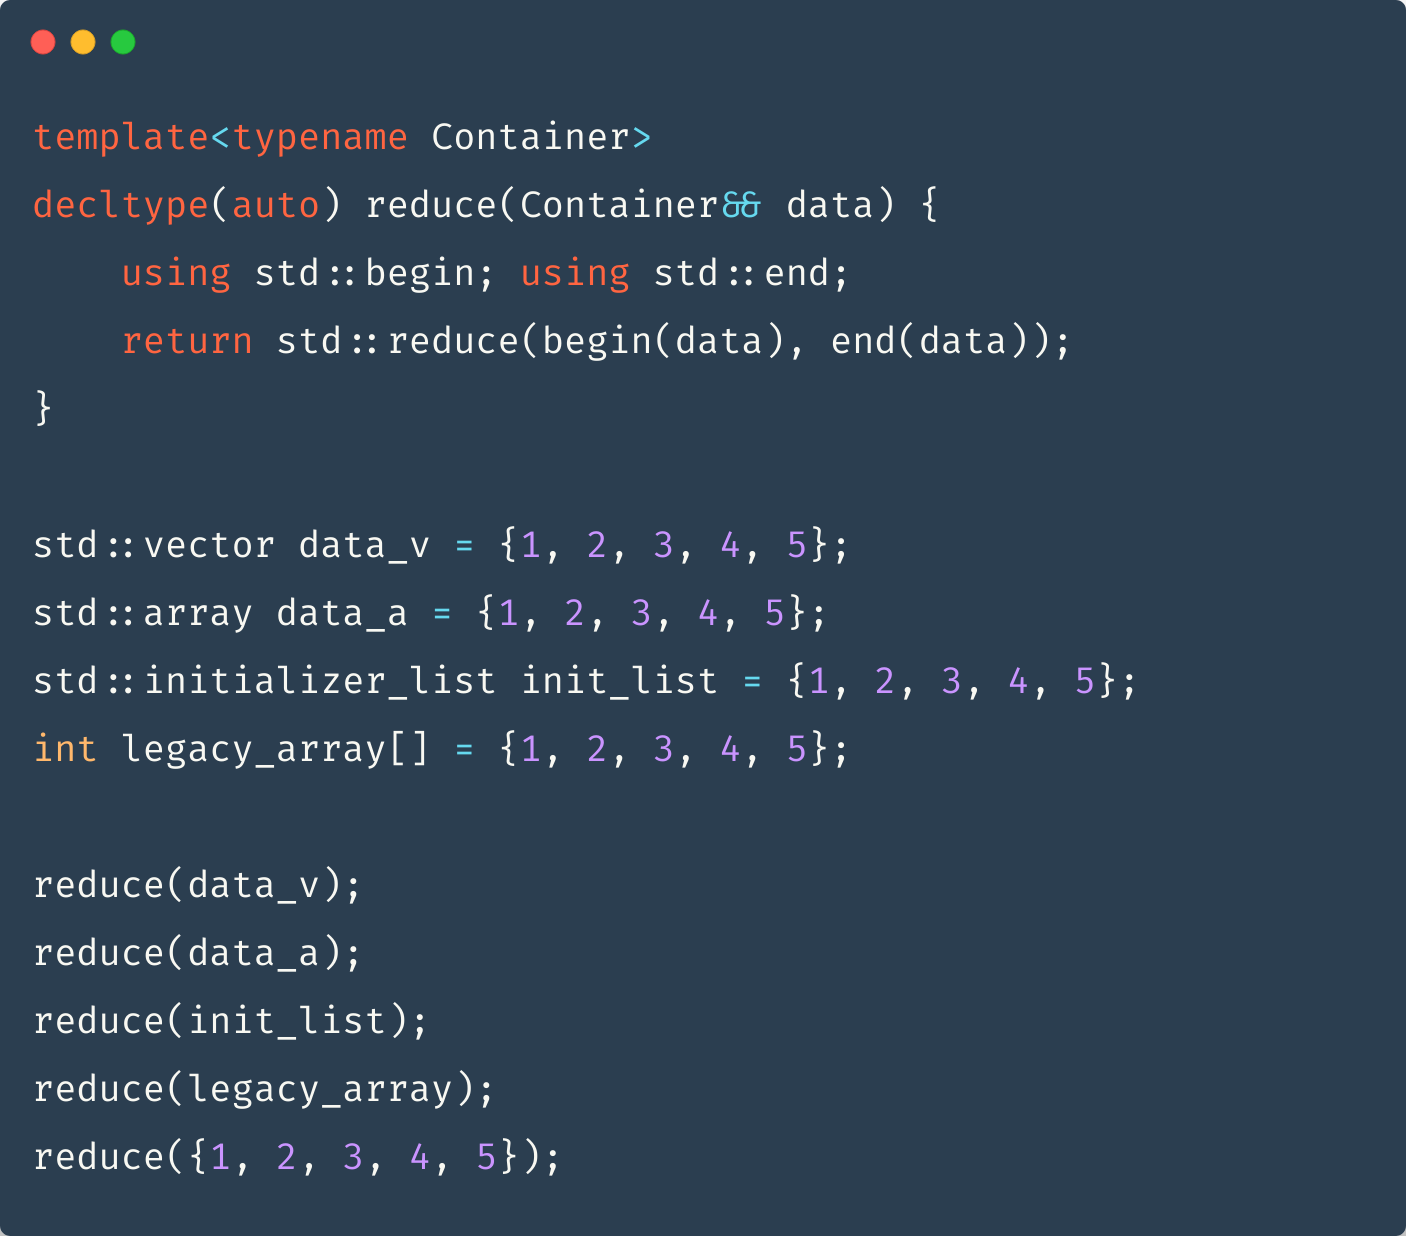 template<typename Container>
decltype(auto) reduce(Container&& data) {
    using std::begin; using std::end;
    return std::reduce(begin(data), end(data));
}

std::vector data_v = {1, 2, 3, 4, 5};
std::array data_a = {1, 2, 3, 4, 5};
std::initializer_list init_list = {1, 2, 3, 4, 5};
int legacy_array[] = {1, 2, 3, 4, 5};

reduce(data_v);
reduce(data_a);
reduce(init_list);
reduce(legacy_array);
reduce({1, 2, 3, 4, 5});